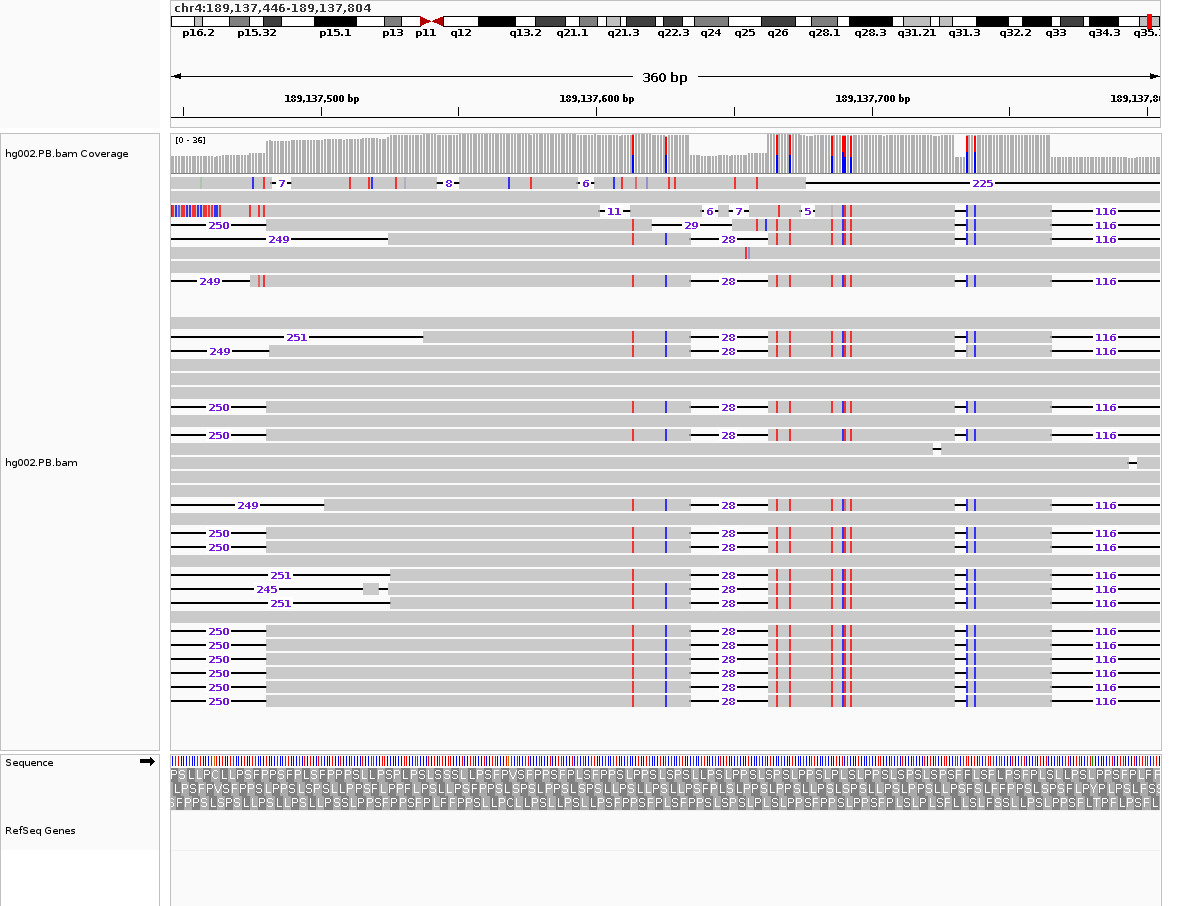 chr4:189,137,446-189,137,804
p16.2 p15.32 p15.1 p13 p11 q12 q13.2 q21.1 q21.3 q22.3 q24 q25 q26 q28.1 q28.3 q31.21 q31.3 q32.2 q33 q34.3 q35.1
360 bp
189,137,500 bp 189,137,600 bp 189,137,700 bp 189,137,80
[0 - 36]
hg002.PB.bam Coverage
7 8 6 225
11 6 7 5 116
250 29 116
249 28 116
249 28 116
251 28 116
249 28 116
250 28 116
250 28 116
hg002.PB.bam
249 28 116
250 28 116
250 28 116
251 28 116
245 28 116
251 28 116
250 28 116
250 28 116
250 28 116
250 28 116
250 28 116
250 28 116
Sequence
RefSeq Genes